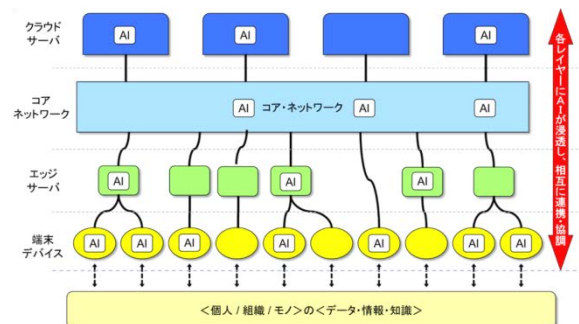 クラウド
サーバ
AI
AI
AI
コア
ネットワーク
AI
コア・ネットワーク
AI
AI
エッジ
サーバ
AI
AI
AI
端末
デバイス
AI
AI
AI
AI
AI
AI
AI
<個人 / 組織 / モノ>の<データ・情報・知識>
各レイヤーにAIが浸透し、相互に連携・協調